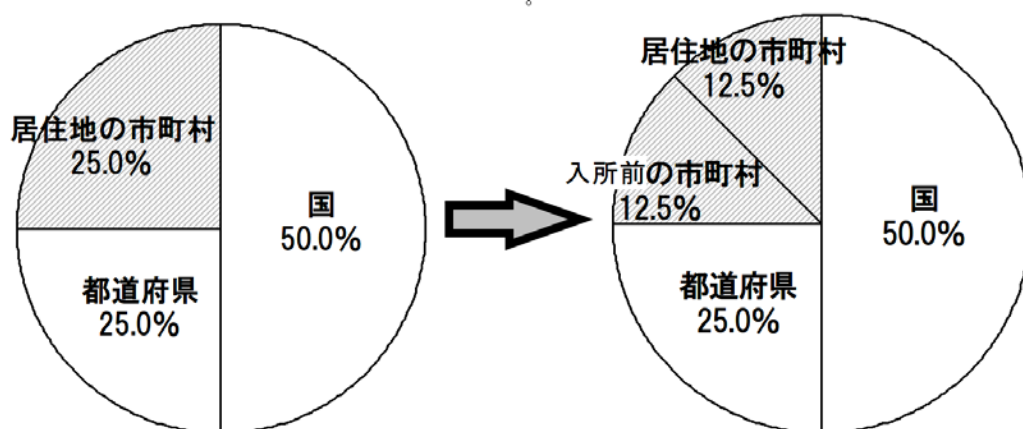 。
居住地の市町村
25.0%
国
50.0%
都道府県
25.0%
居住地の市町村
12.5%
入所前の市町村
12.5%
国
50.0%
都道府県
25.0%